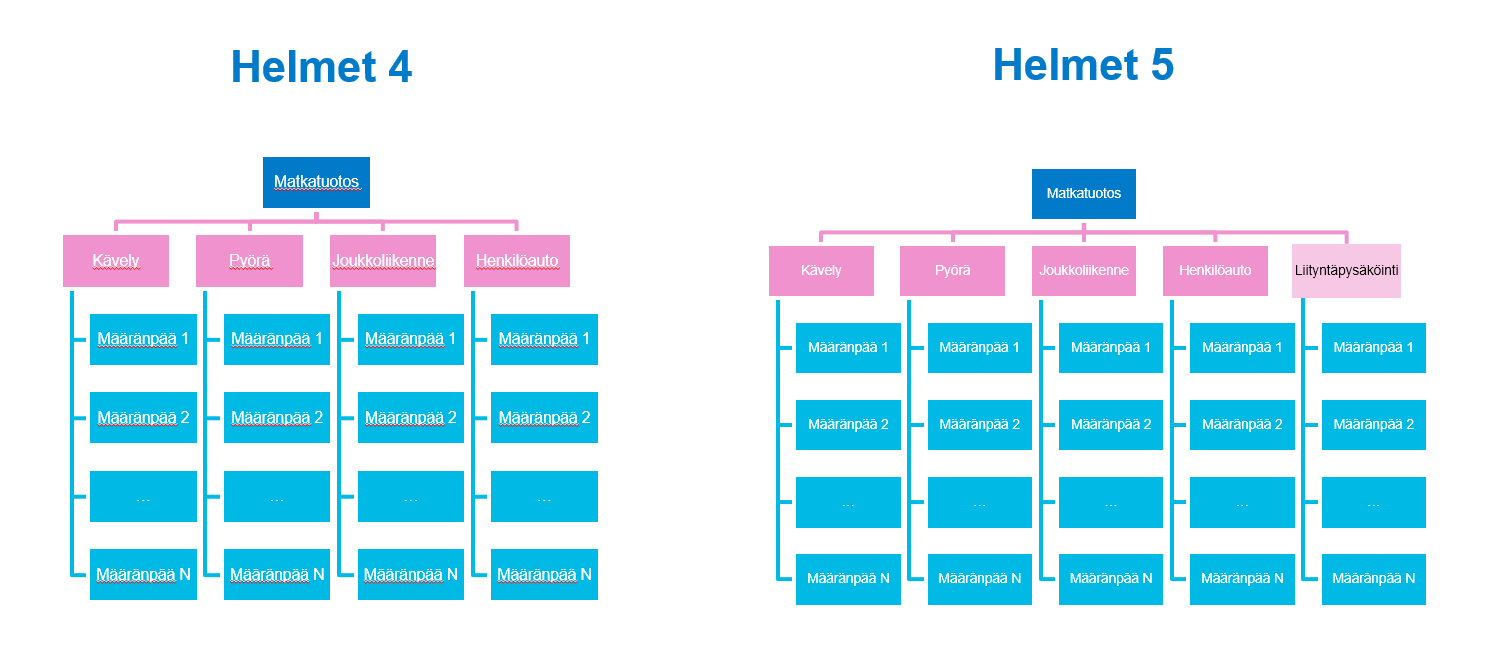 Helmet 4
Matkatuotos
Kävely
Pyörä
Joukkoliikenne
Henkilöauto
Määränpää 1
Määränpää 1
Määränpää 1
Määränpää 1
Määränpää 2
Määränpää 2
Määränpää 2
Määränpää 2
...
...
...
...
Määränpää N
Määränpää N
Määränpää N
Määränpää N
Helmet 5
Matkatuotos
Kävely
Pyörä
Joukkoliikenne
Henkilöauto
Liityntäpysäköinti
Määränpää 1
Määränpää 1
Määränpää 1
Määränpää 1
Määränpää 1
Määränpää 2
Määränpää 2
Määränpää 2
Määränpää 2
Määränpää 2
...
...
...
...
...
Määränpää N
Määränpää N
Määränpää N
Määränpää N
Määränpää N